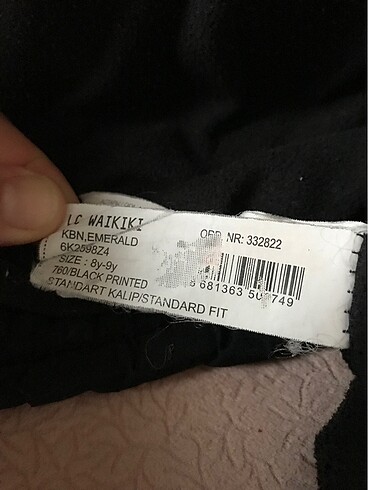 LC WAIKIKI
KBN,EMERALD
ORD. NR: 332822
6K2598Z4
SIZE : 8y-9y
760/BLACK PRINTED
681363 749
STANDART KALIP/STANDARD FIT